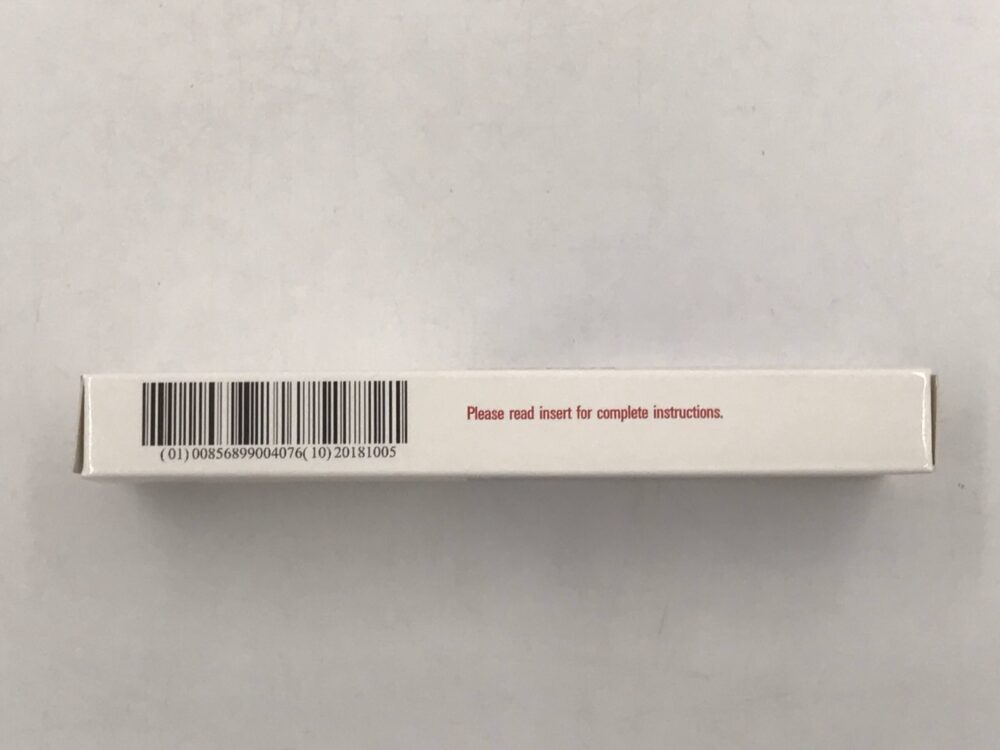 (01)00856899004076(10)20181005
Please read insert for complete instructions.